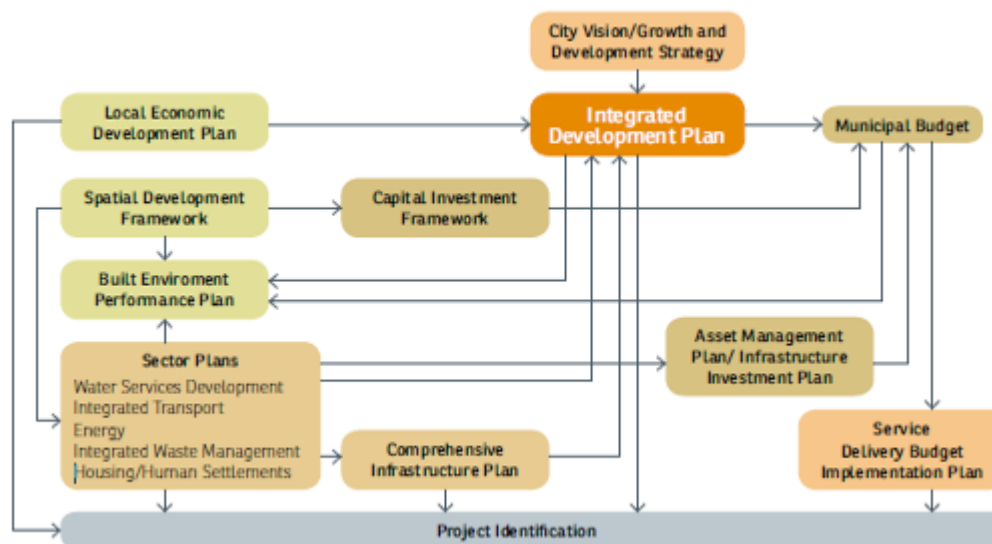 City Vision/Growth and
Development Strategy
Local Economic
Development Plan
Integrated
Development Plan
Municipal Budget
Spatial Development
Framework
Capital Investment
Framework
Built Enviroment
Performance Plan
Asset Management
Plan/ Infrastructure
Investment Plan
Sector Plans
Water Services Development
Integrated Transport
Energy
Integrated Waste Management
Housing/Human Settlements
Comprehensive
Infrastructure Plan
Service
Delivery Budget
Implementation Plan
Project Identification